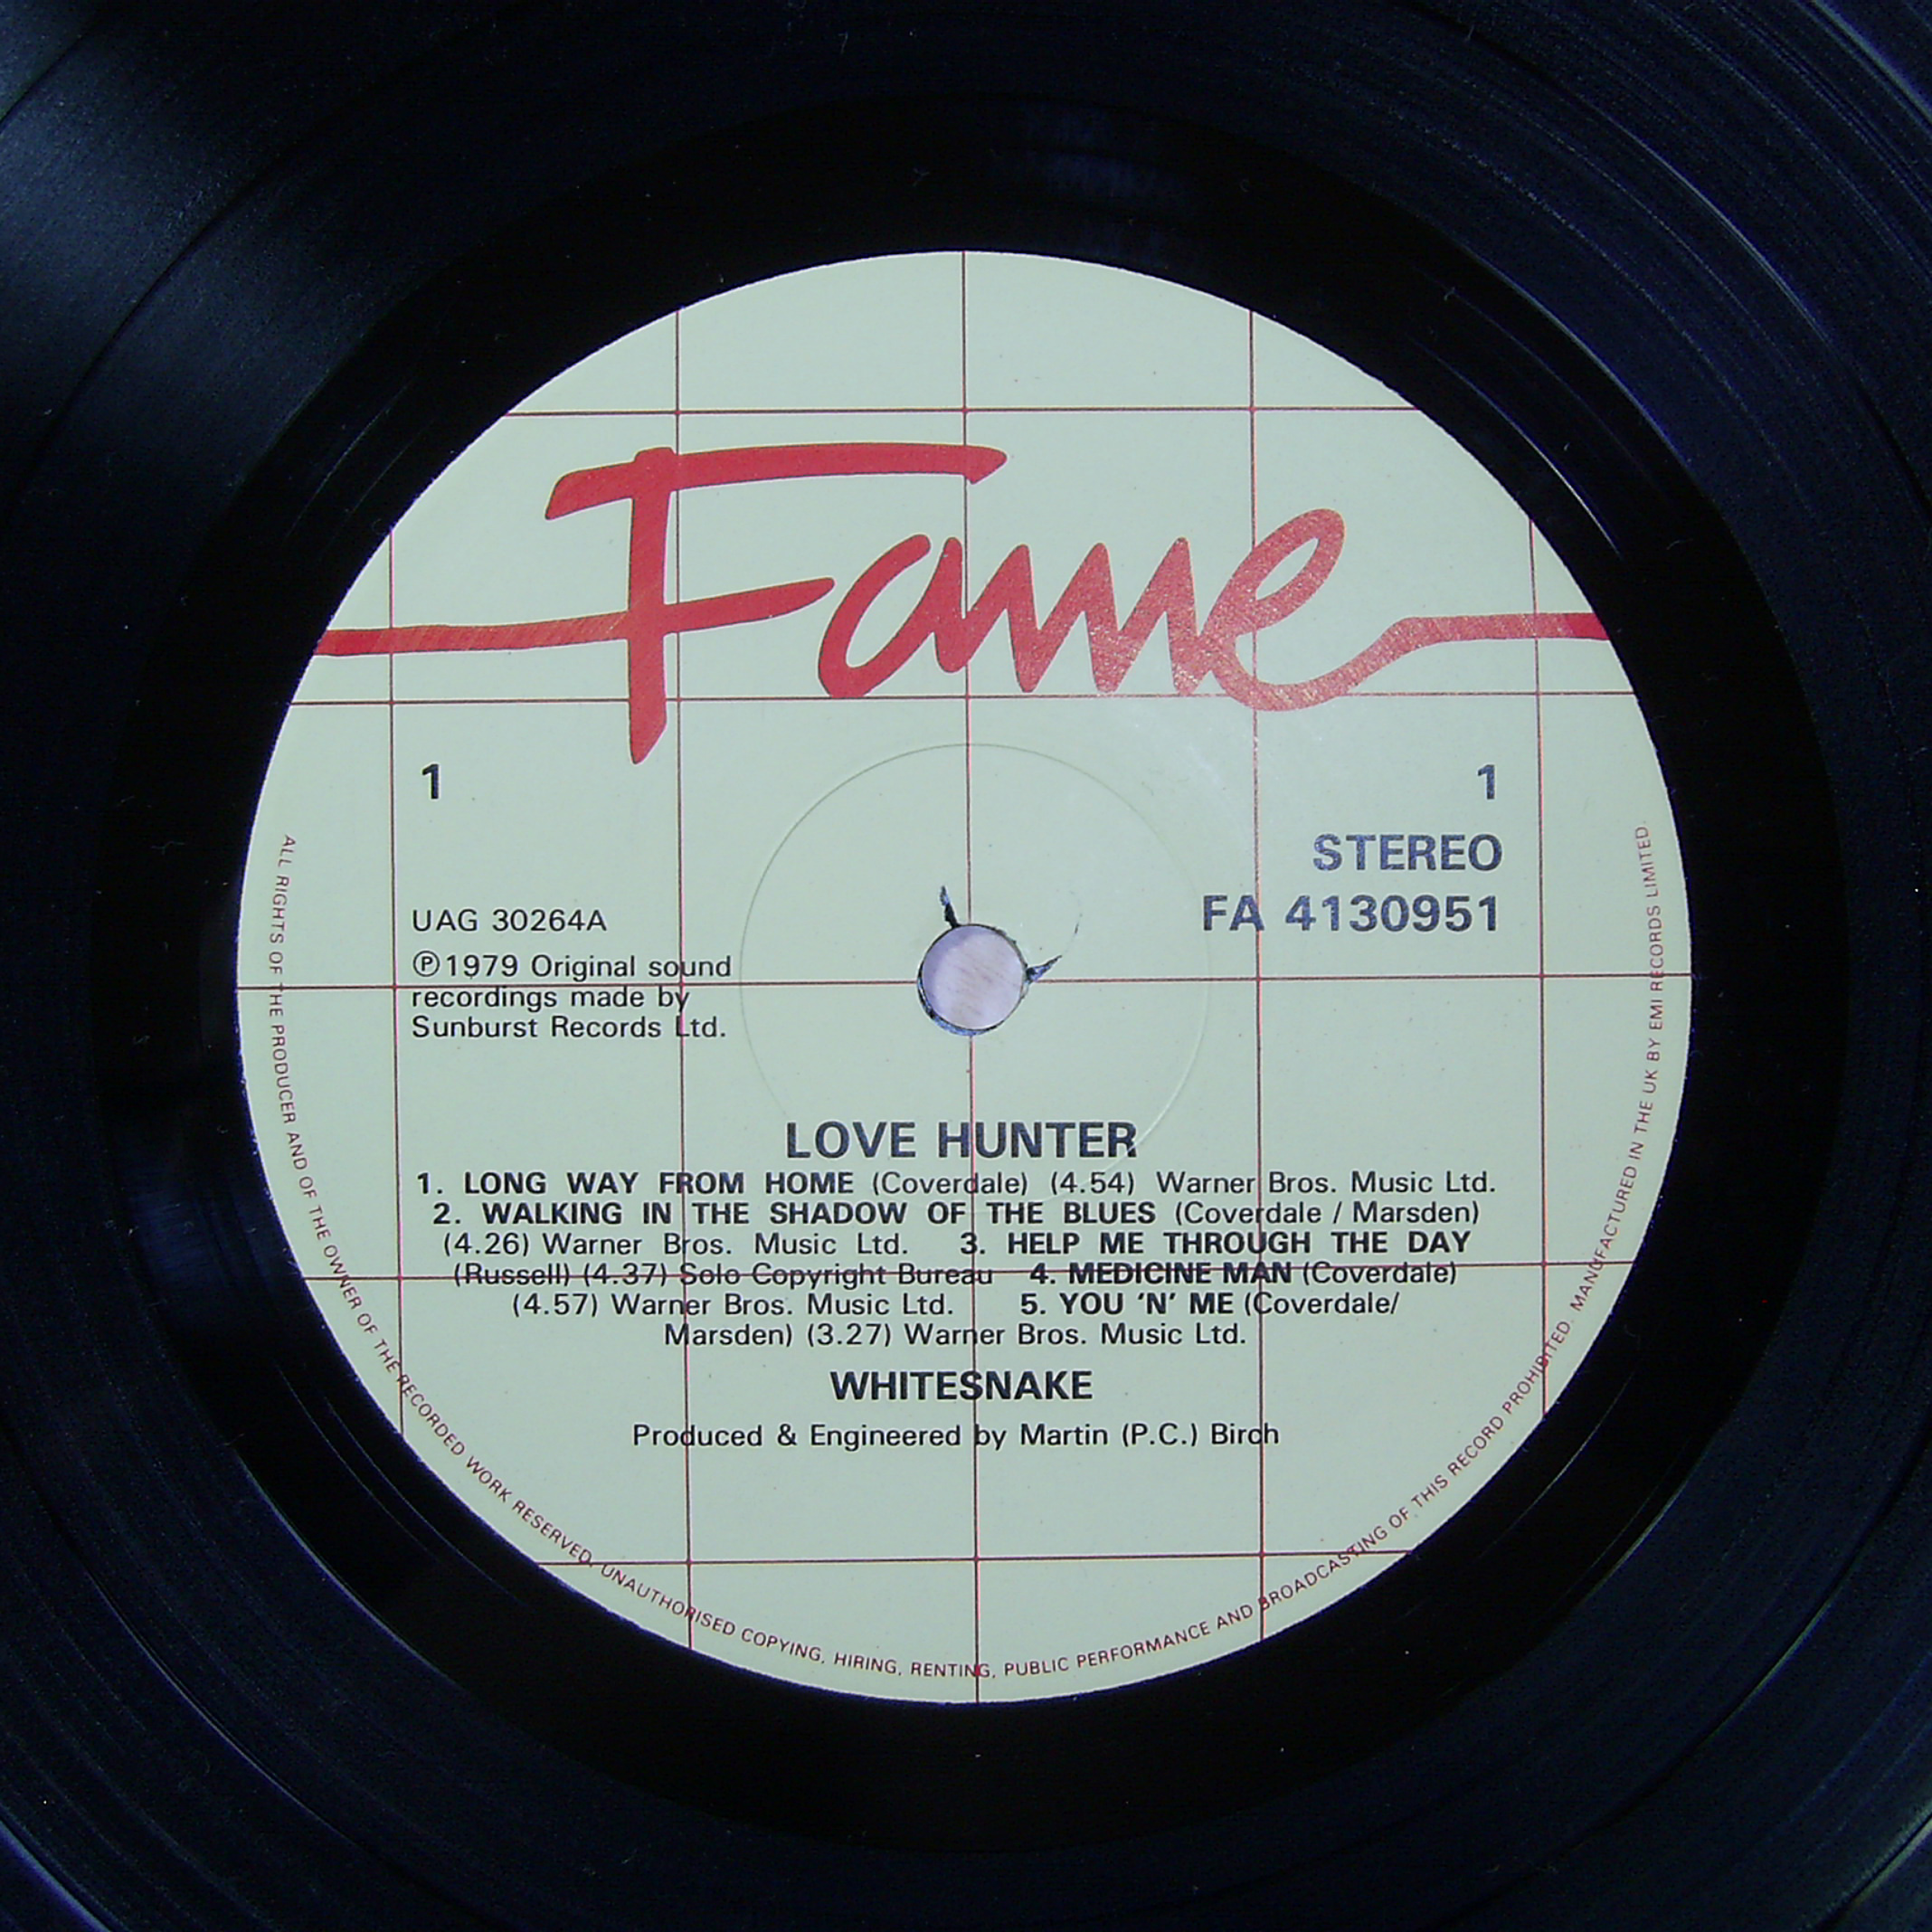 Fame
1
1
STEREO
FA 4130951
UAG 30264A
Ⓟ1979 Original sound
recordings made by
Sunburst Records Ltd.
LOVE HUNTER
1. LONG WAY FROM HOME (Coverdale) (4.54) Warner Bros. Music Ltd.
2. WALKING IN THE SHADOW OF THE BLUES (Coverdale / Marsden)
(4.26) Warner Bros. Music Ltd. 3. HELP ME THROUGH THE DAY
(Russell) (4.37) Solo Copyright Bureau 4. MEDICINE MAN (Coverdale)
(4.57) Warner Bros. Music Ltd. 5. YOU 'N' ME (Coverdale/
Marsden) (3.27) Warner Bros. Music Ltd.
WHITESNAKE
Produced & Engineered by Martin (P.C.) Birch
ALL RIGHTS OF THE PRODUCER AND OF THE OWNER OF THE RECORDED WORK RESERVED. UNAUTHORISED COPYING, HIRING, RENTING, PUBLIC PERFORMANCE AND BROADCASTING OF THIS RECORD PROHIBITED. MANUFACTURED IN THE UK BY EMI RECORDS LIMITED.